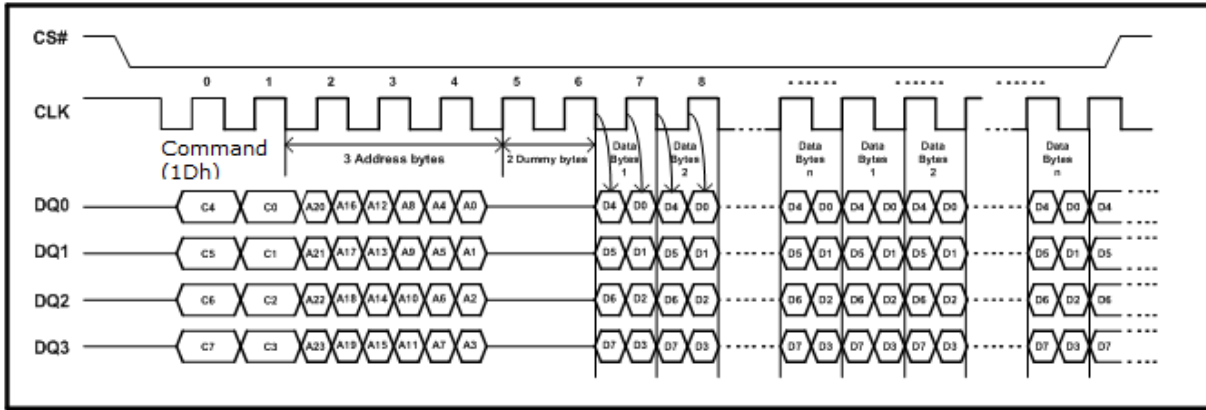 CS#
0 1 2 3 4 5 6 7 8
CLK
Command
(1Dh)
3 Address bytes
2 Dummy bytes
Data Bytes 1
Data Bytes 2
Data Bytes n
Data Bytes 1
Data Bytes 2
Data Bytes n
DQ0 C4 C0 A20 A16 A12 A8 A4 A0 D4 D0 D4 D0 D4 D0 D4 D0 D4 D0 D4 D0 D4
DQ1 C5 C1 A21 A17 A13 A9 A5 A1 D5 D1 D5 D1 D5 D1 D5 D1 D5 D1 D5 D1 D5
DQ2 C6 C2 A22 A18 A14 A10 A6 A2 D6 D2 D6 D2 D6 D2 D6 D2 D6 D2 D6 D2 D6
DQ3 C7 C3 A23 A19 A15 A11 A7 A3 D7 D3 D7 D3 D7 D3 D7 D3 D7 D3 D7 D3 D7